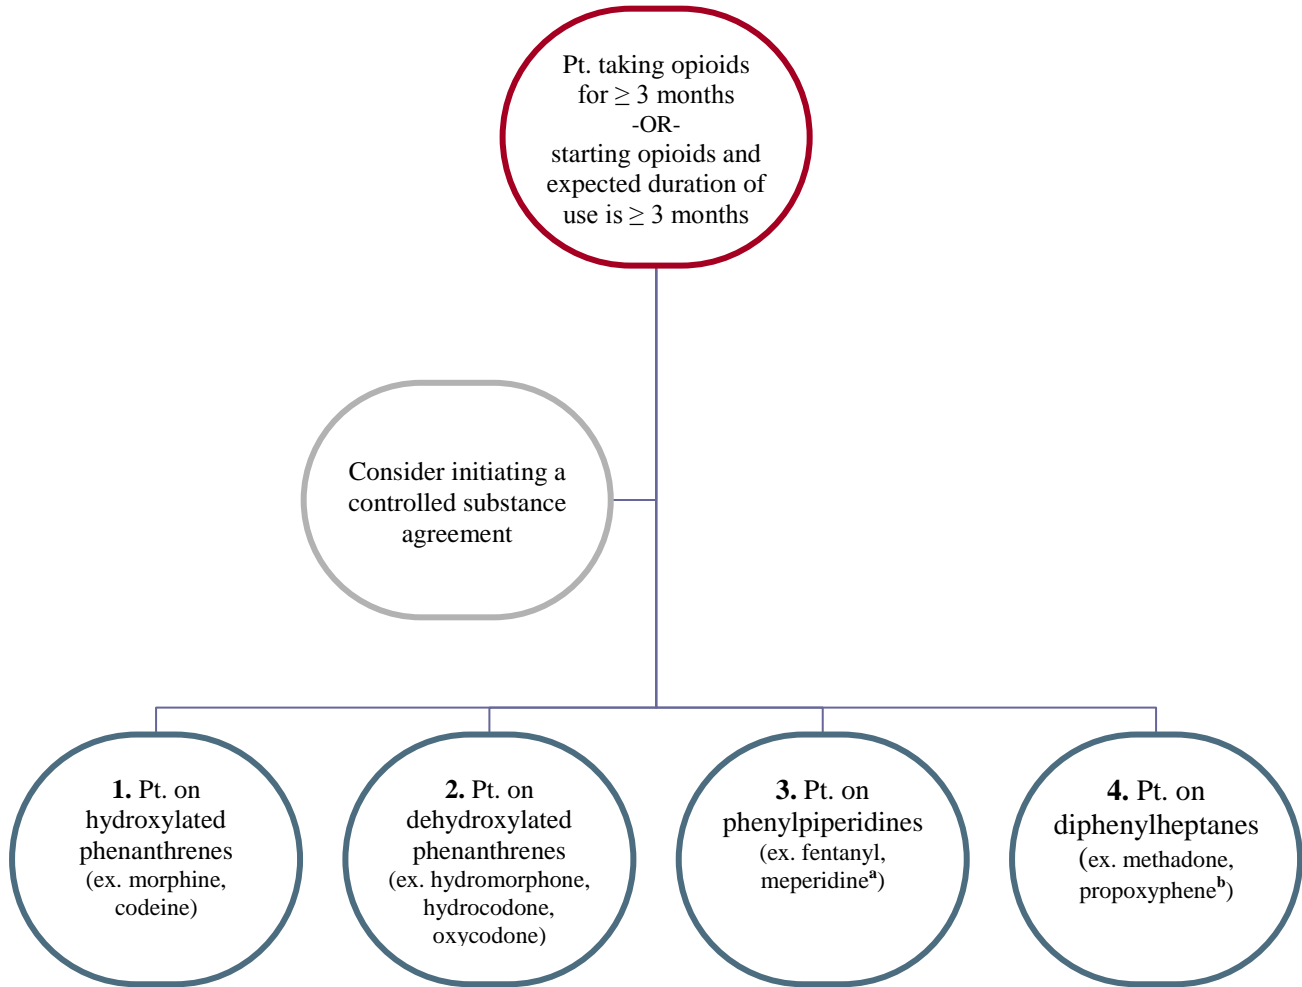 Pt. taking opioids
for ≥ 3 months
-OR-
starting opioids and
expected duration of
use is ≥ 3 months
Consider initiating a
controlled substance
agreement
1. Pt. on
hydroxylated
phenanthrenes
(ex. morphine,
codeine)
2. Pt. on
dehydroxylated
phenanthrenes
(ex. hydromorphone,
hydrocodone,
oxycodone)
3. Pt. on
phenylpiperidines
(ex. fentanyl,
meperidineᵃ)
4. Pt. on
diphenylheptanes
(ex. methadone,
propoxypheneᵇ)